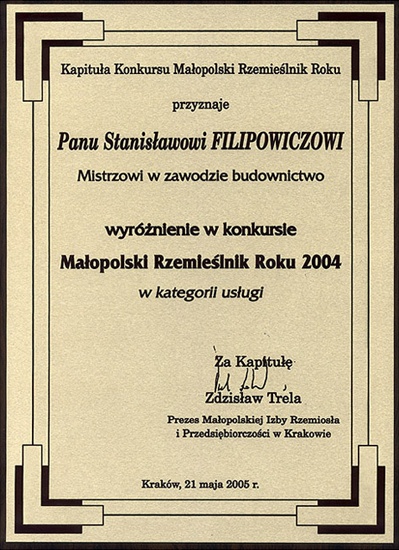 Kapituła Konkursu Małopolski Rzemieślnik Roku
przyznaje
Panu Stanisławowi FILIPOWICZOWI
Mistrzowi w zawodzie budownictwo
wyróżnienie w konkursie
Małopolski Rzemieślnik Roku 2004
w kategorii usługi
Za Kapitułę
Zdzisław Trela
Prezes Małopolskiej Izby Rzemiosła
i Przedsiębiorczości w Krakowie
Kraków, 21 maja 2005 r.